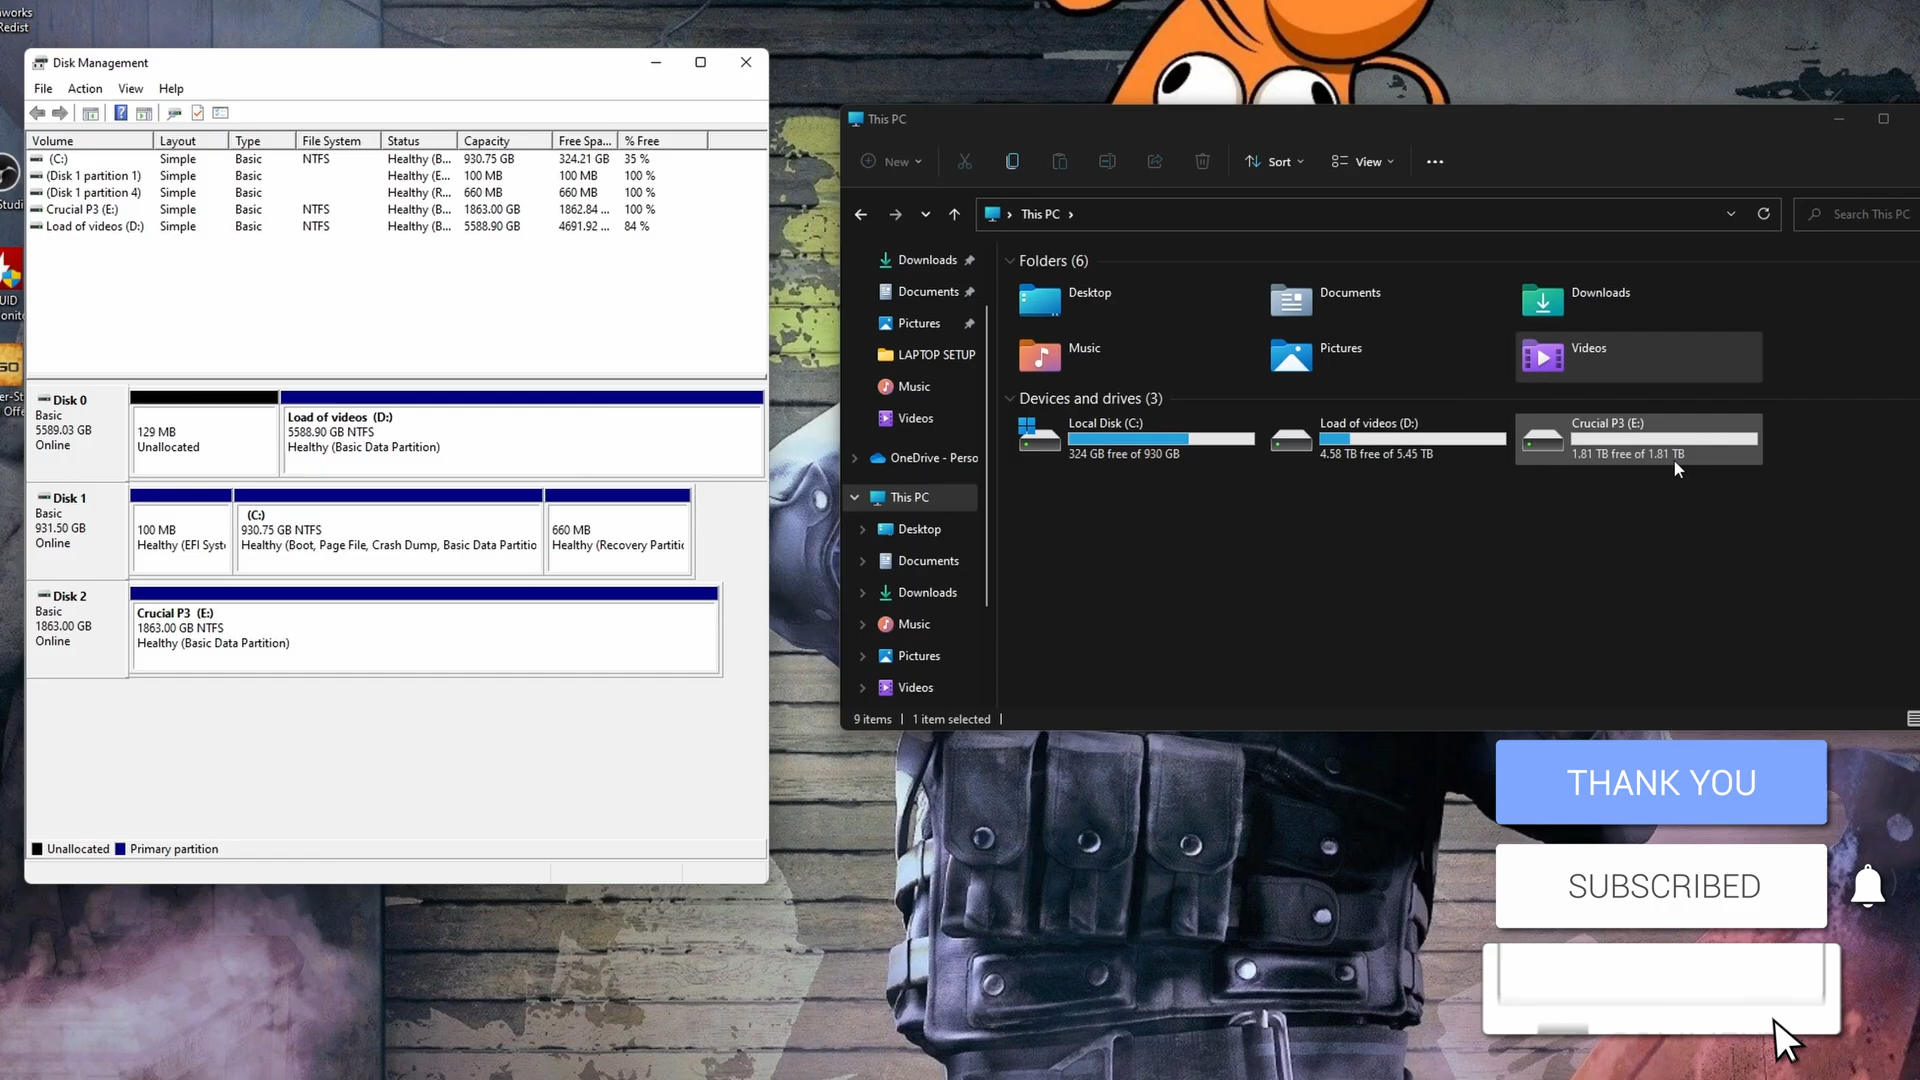 works
Redist
Studi
UID
onito
GO
er-St
Offe
Disk Management
File Action View Help
Volume Layout Type File System Status Capacity Free Spa... % Free
(C:) Simple Basic NTFS Healthy (B... 930.75 GB 324.21 GB 35 %
(Disk 1 partition 1) Simple Basic Healthy (E... 100 MB 100 MB 100 %
(Disk 1 partition 4) Simple Basic Healthy (R... 660 MB 660 MB 100 %
Crucial P3 (E:) Simple Basic NTFS Healthy (B... 1863.00 GB 1862.84 ... 100 %
Load of videos (D:) Simple Basic NTFS Healthy (B... 5588.90 GB 4691.92 ... 84 %
Disk 0
Basic
5589.03 GB
Online
129 MB
Unallocated
Load of videos (D:)
5588.90 GB NTFS
Healthy (Basic Data Partition)
Disk 1
Basic
931.50 GB
Online
100 MB
Healthy (EFI Syst
(C:)
930.75 GB NTFS
Healthy (Boot, Page File, Crash Dump, Basic Data Partitio
660 MB
Healthy (Recovery Partitic
Disk 2
Basic
1863.00 GB
Online
Crucial P3 (E:)
1863.00 GB NTFS
Healthy (Basic Data Partition)
Unallocated Primary partition
This PC
New Sort View
This PC
Search This PC
Downloads
Documents
Pictures
LAPTOP SETUP
Music
Videos
OneDrive - Perso
This PC
Desktop
Documents
Downloads
Music
Pictures
Videos
Folders (6)
Desktop Documents Downloads
Music Pictures Videos
Devices and drives (3)
Local Disk (C:)
324 GB free of 930 GB
Load of videos (D:)
4.58 TB free of 5.45 TB
Crucial P3 (E:)
1.81 TB free of 1.81 TB
9 items 1 item selected
THANK YOU
SUBSCRIBED